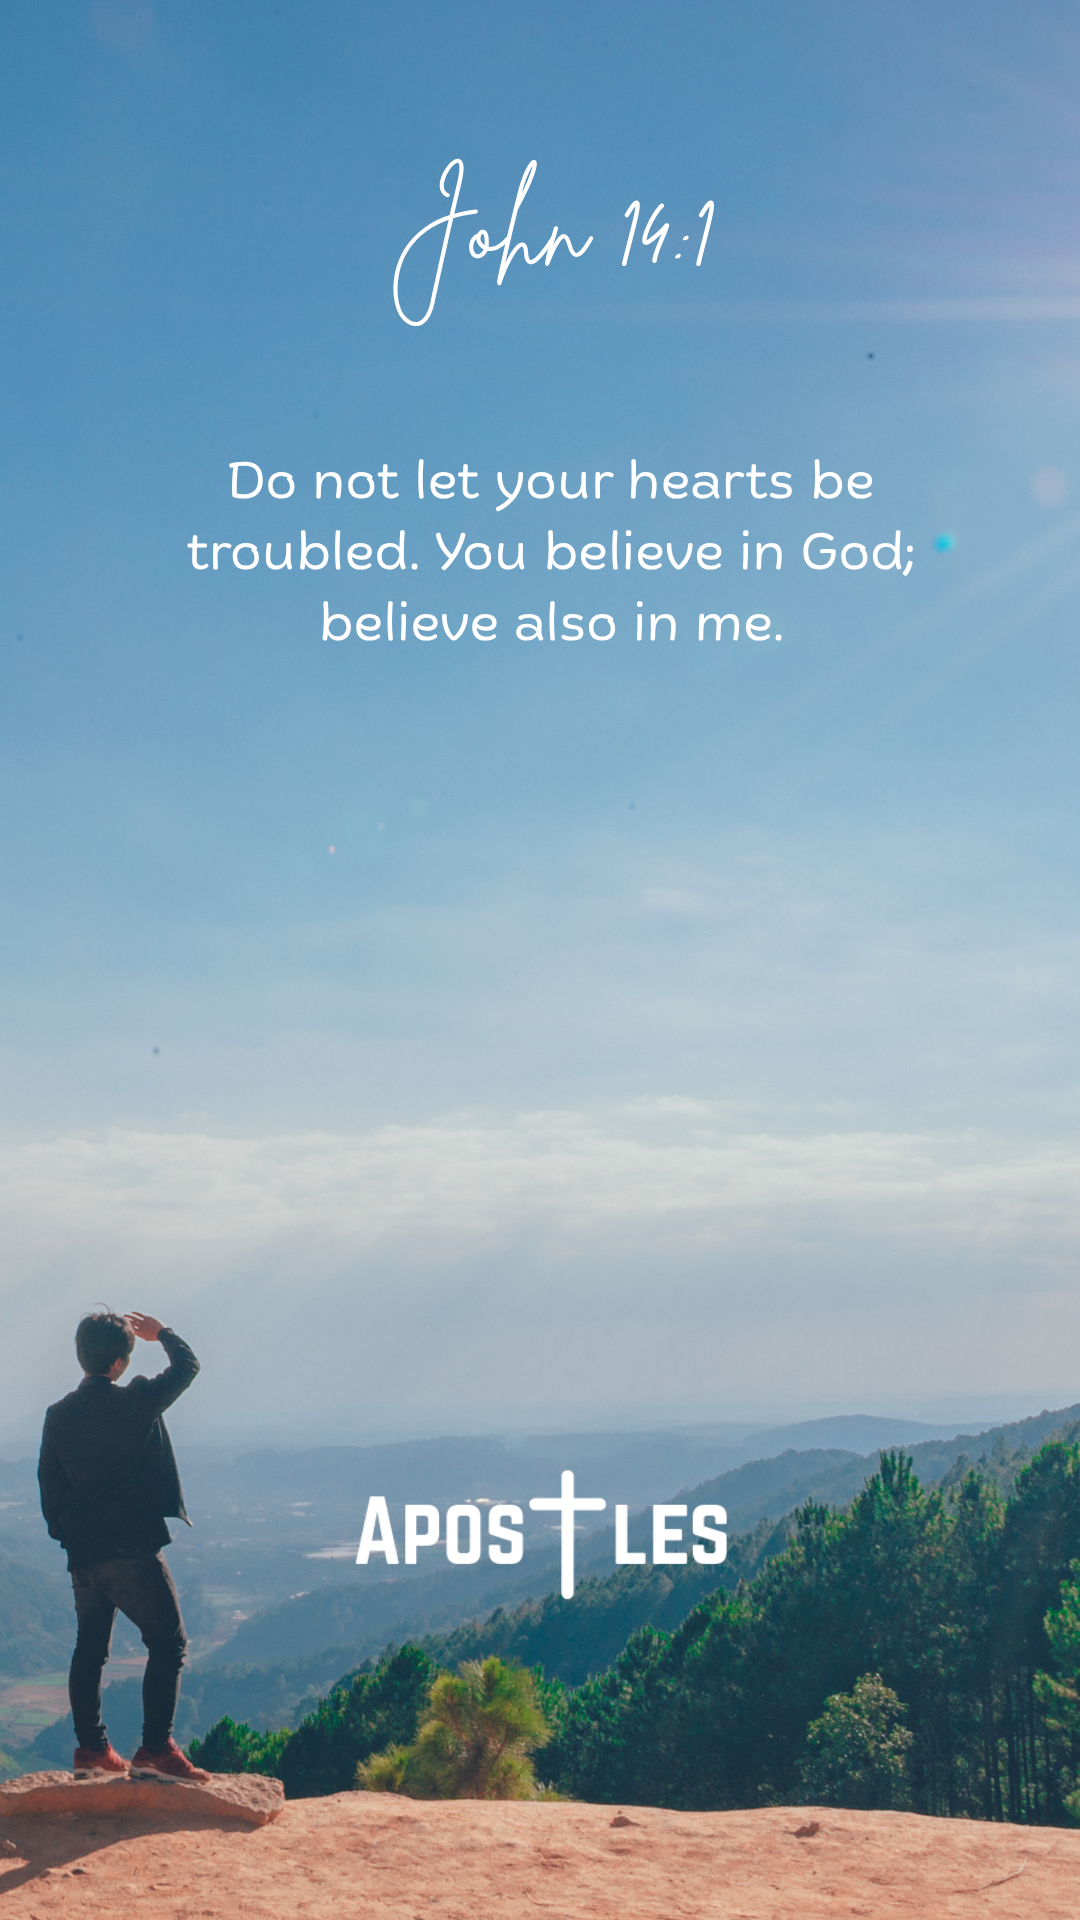 John 14:1
Do not let your hearts be
troubled. You believe in God;
believe also in me.
APOSTLES